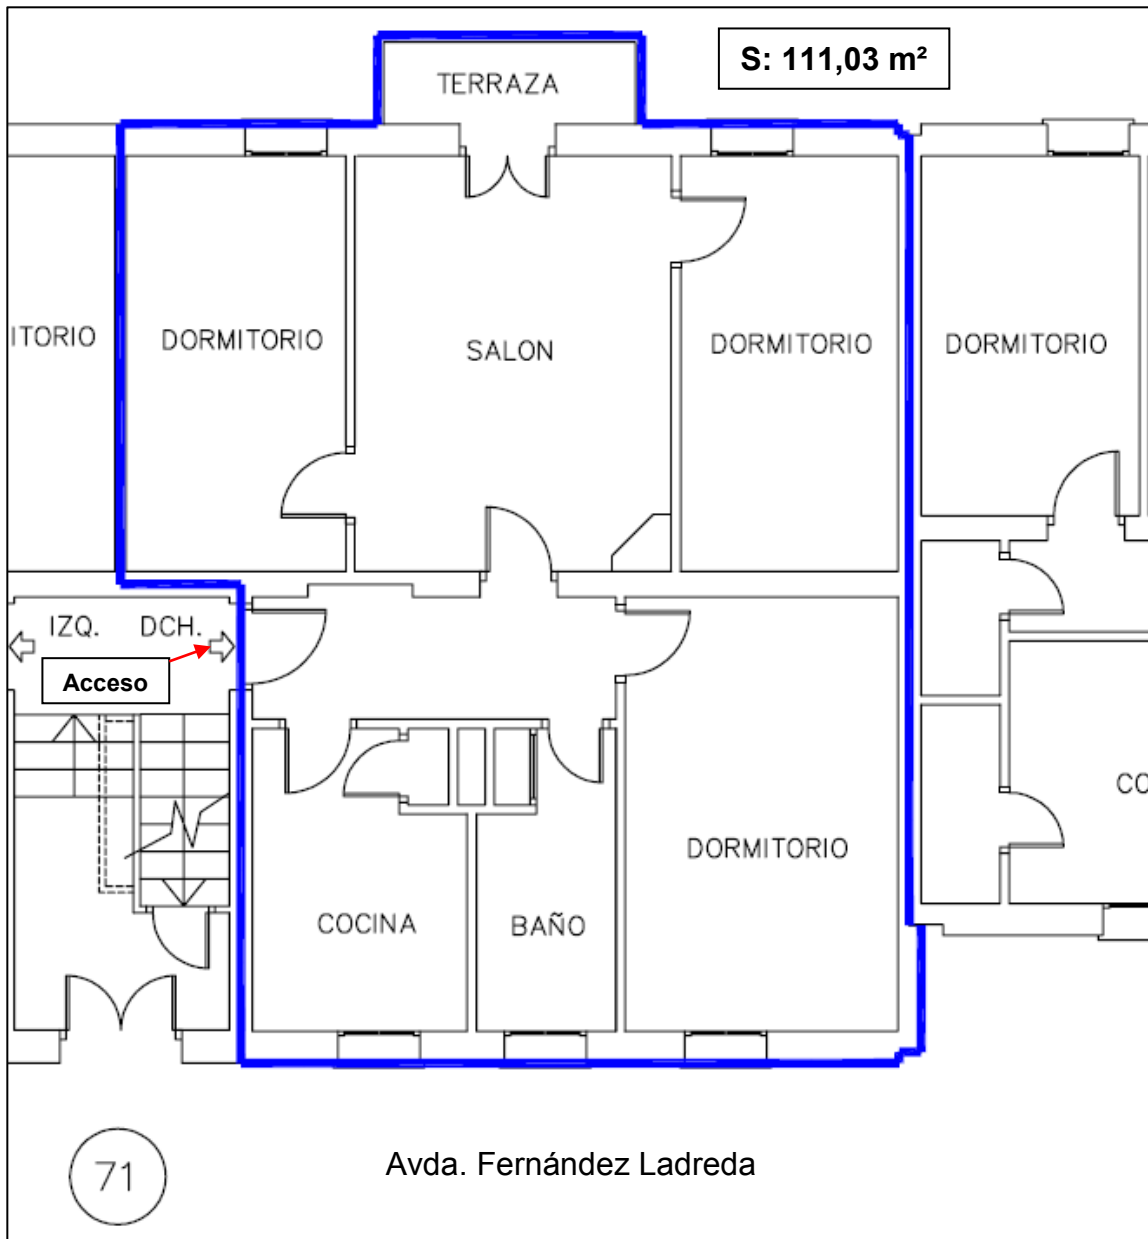 S: 111,03 m²
TERRAZA
ITORIO
DORMITORIO
SALON
DORMITORIO
DORMITORIO
IZQ.
DCH.
Acceso
CO
DORMITORIO
COCINA
BAÑO
71
Avda. Fernández Ladreda